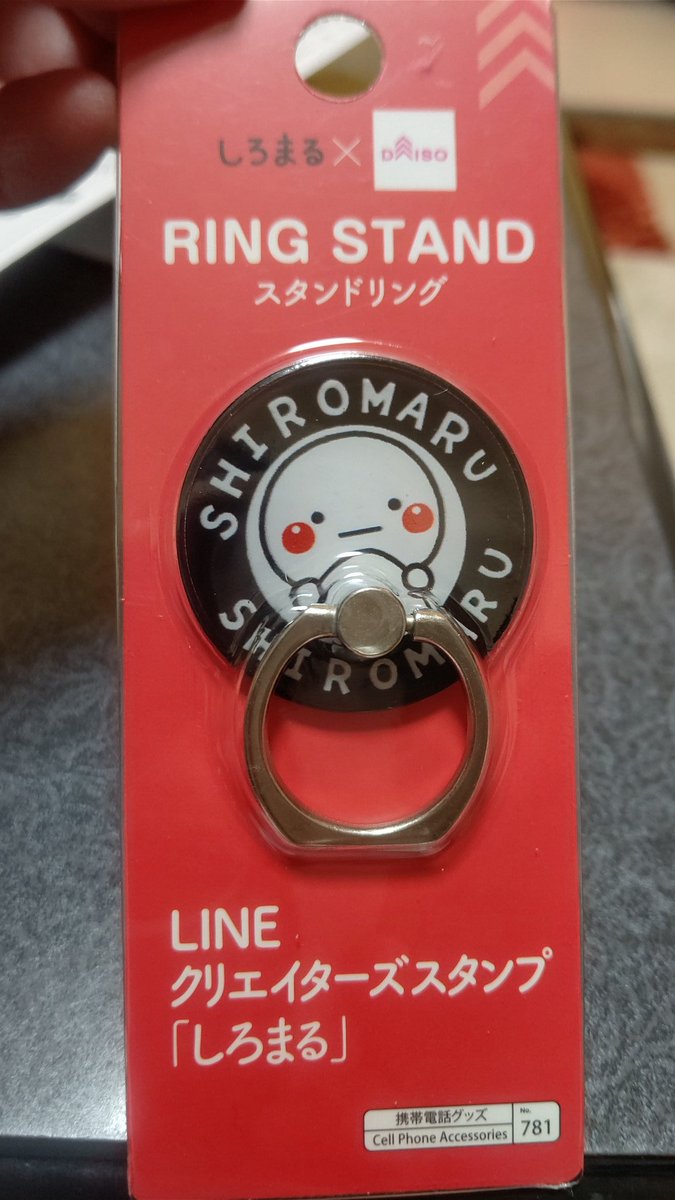 しろまる×DAISO
RING STAND
スタンドリング
SHIROMARU
SHIROMARU
LINE
クリエイターズスタンプ
「しろまる」
携帯電話グッズ
Cell Phone Accessories
No.
781